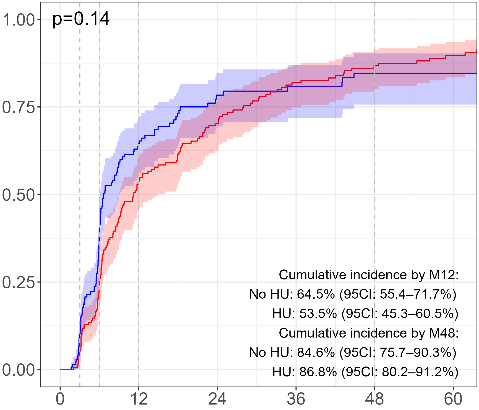 p=0.14
1.00
0.75
0.50
0.25
0.00
Cumulative incidence by M12:
No HU: 64.5% (95CI: 55.4–71.7%)
HU: 53.5% (95CI: 45.3–60.5%)
Cumulative incidence by M48:
No HU: 84.6% (95CI: 75.7–90.3%)
HU: 86.8% (95CI: 80.2–91.2%)
0 12 24 36 48 60